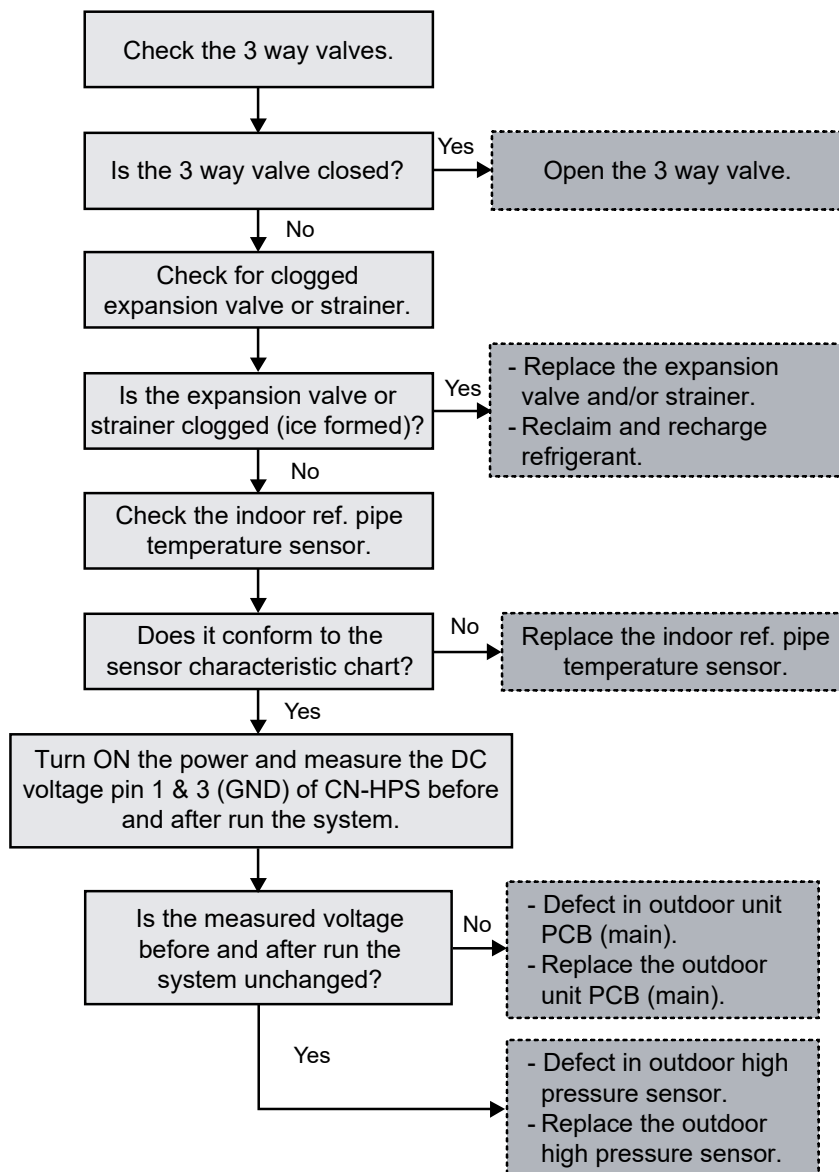 Check the 3 way valves.
Is the 3 way valve closed?
Yes
Open the 3 way valve.
No
Check for clogged
expansion valve or strainer.
Is the expansion valve or
strainer clogged (ice formed)?
Yes
- Replace the expansion
valve and/or strainer.
- Reclaim and recharge
refrigerant.
No
Check the indoor ref. pipe
temperature sensor.
Does it conform to the
sensor characteristic chart?
No
Replace the indoor ref. pipe
temperature sensor.
Yes
Turn ON the power and measure the DC
voltage pin 1 & 3 (GND) of CN-HPS before
and after run the system.
Is the measured voltage
before and after run the
system unchanged?
No
- Defect in outdoor unit
PCB (main).
- Replace the outdoor
unit PCB (main).
Yes
- Defect in outdoor high
pressure sensor.
- Replace the outdoor
high pressure sensor.